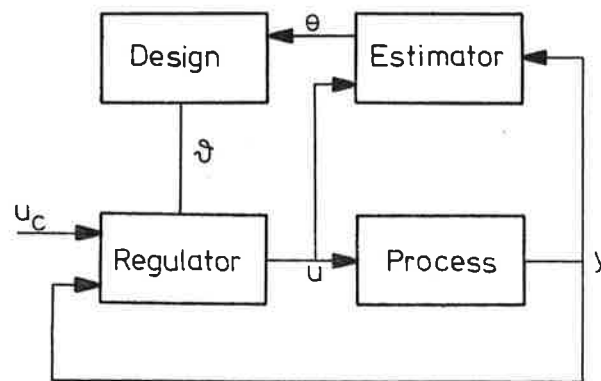 Design
θ
Estimator
ϑ
u_c
Regulator
u
Process
y